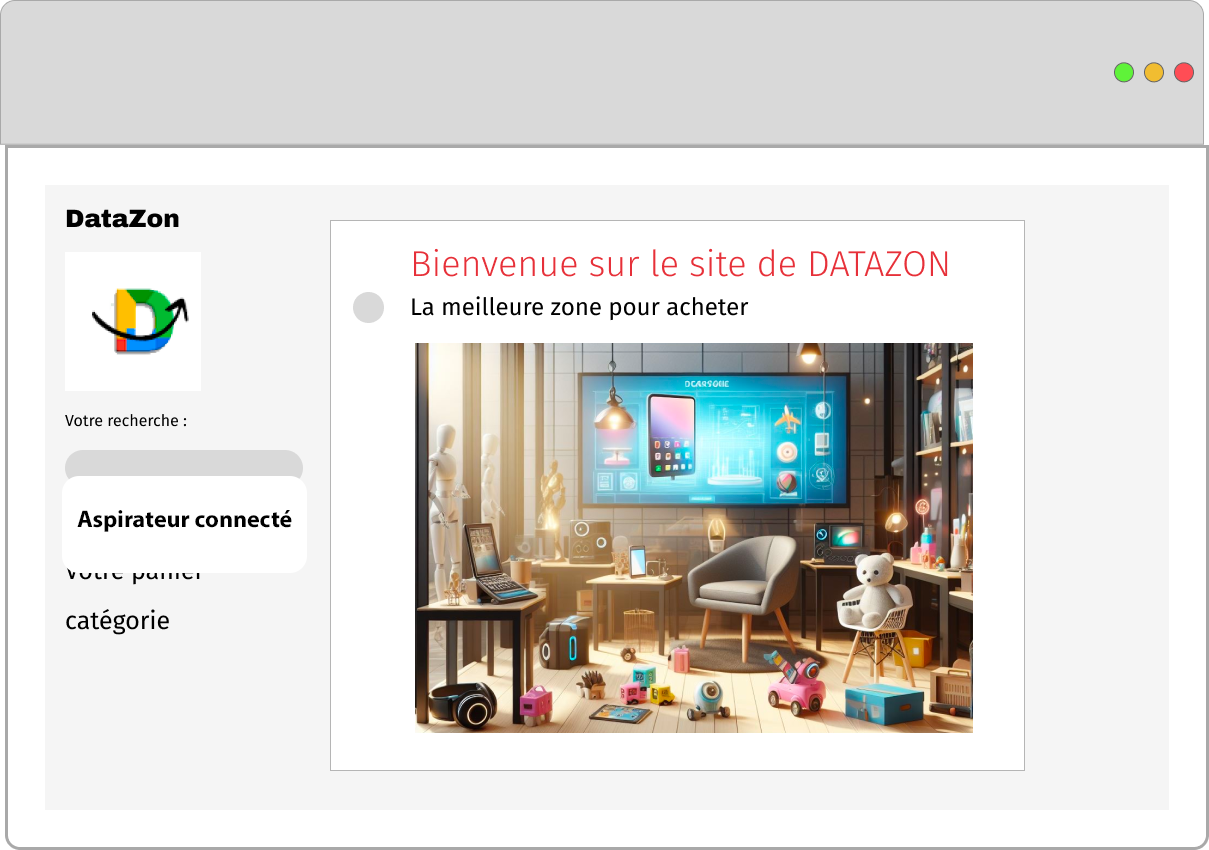 DataZon
Votre recherche :
Aspirateur connecté
votre panier
catégorie
Bienvenue sur le site de DATAZON
La meilleure zone pour acheter